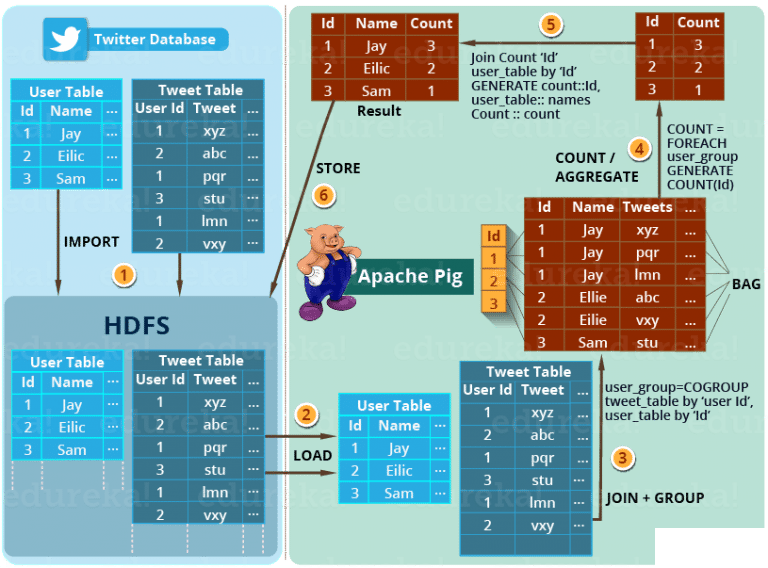 Twitter Database
User Table
Id Name ...
1 Jay ...
2 Eilic ...
3 Sam ...
Tweet Table
User Id Tweet ...
1 xyz ...
2 abc ...
1 pqr ...
3 stu ...
1 lmn ...
2 vxy ...
IMPORT
1
HDFS
User Table
Id Name ...
1 Jay ...
2 Eilic ...
3 Sam ...
Tweet Table
User Id Tweet ...
1 xyz ...
2 abc ...
1 pqr ...
3 stu ...
1 lmn ...
2 vxy ...
2
LOAD
User Table
Id Name ...
1 Jay ...
2 Eilic ...
3 Sam ...
Tweet Table
User Id Tweet ...
1 xyz ...
2 abc ...
1 pqr ...
3 stu ...
1 lmn ...
2 vxy ...
user_group=COGROUP
tweet_table by ‘user Id’,
user_table by ‘Id’
3
JOIN + GROUP
Id Name Tweets ...
1 Jay xyz ...
1 Jay pqr ...
1 Jay lmn ...
2 Ellie abc ...
2 Eilie vxy ...
3 Sam stu ...
BAG
Id
1
2
3
Apache Pig
COUNT /
AGGREGATE
4
COUNT =
FOREACH
user_group
GENERATE
COUNT(Id)
Id Count
1 3
2 2
3 1
5
Join Count ‘Id’
user_table by ‘Id’
GENERATE count::Id,
user_table:: names
Count :: count
Id Name Count
1 Jay 3
2 Eilic 2
3 Sam 1
Result
STORE
6
edureka!